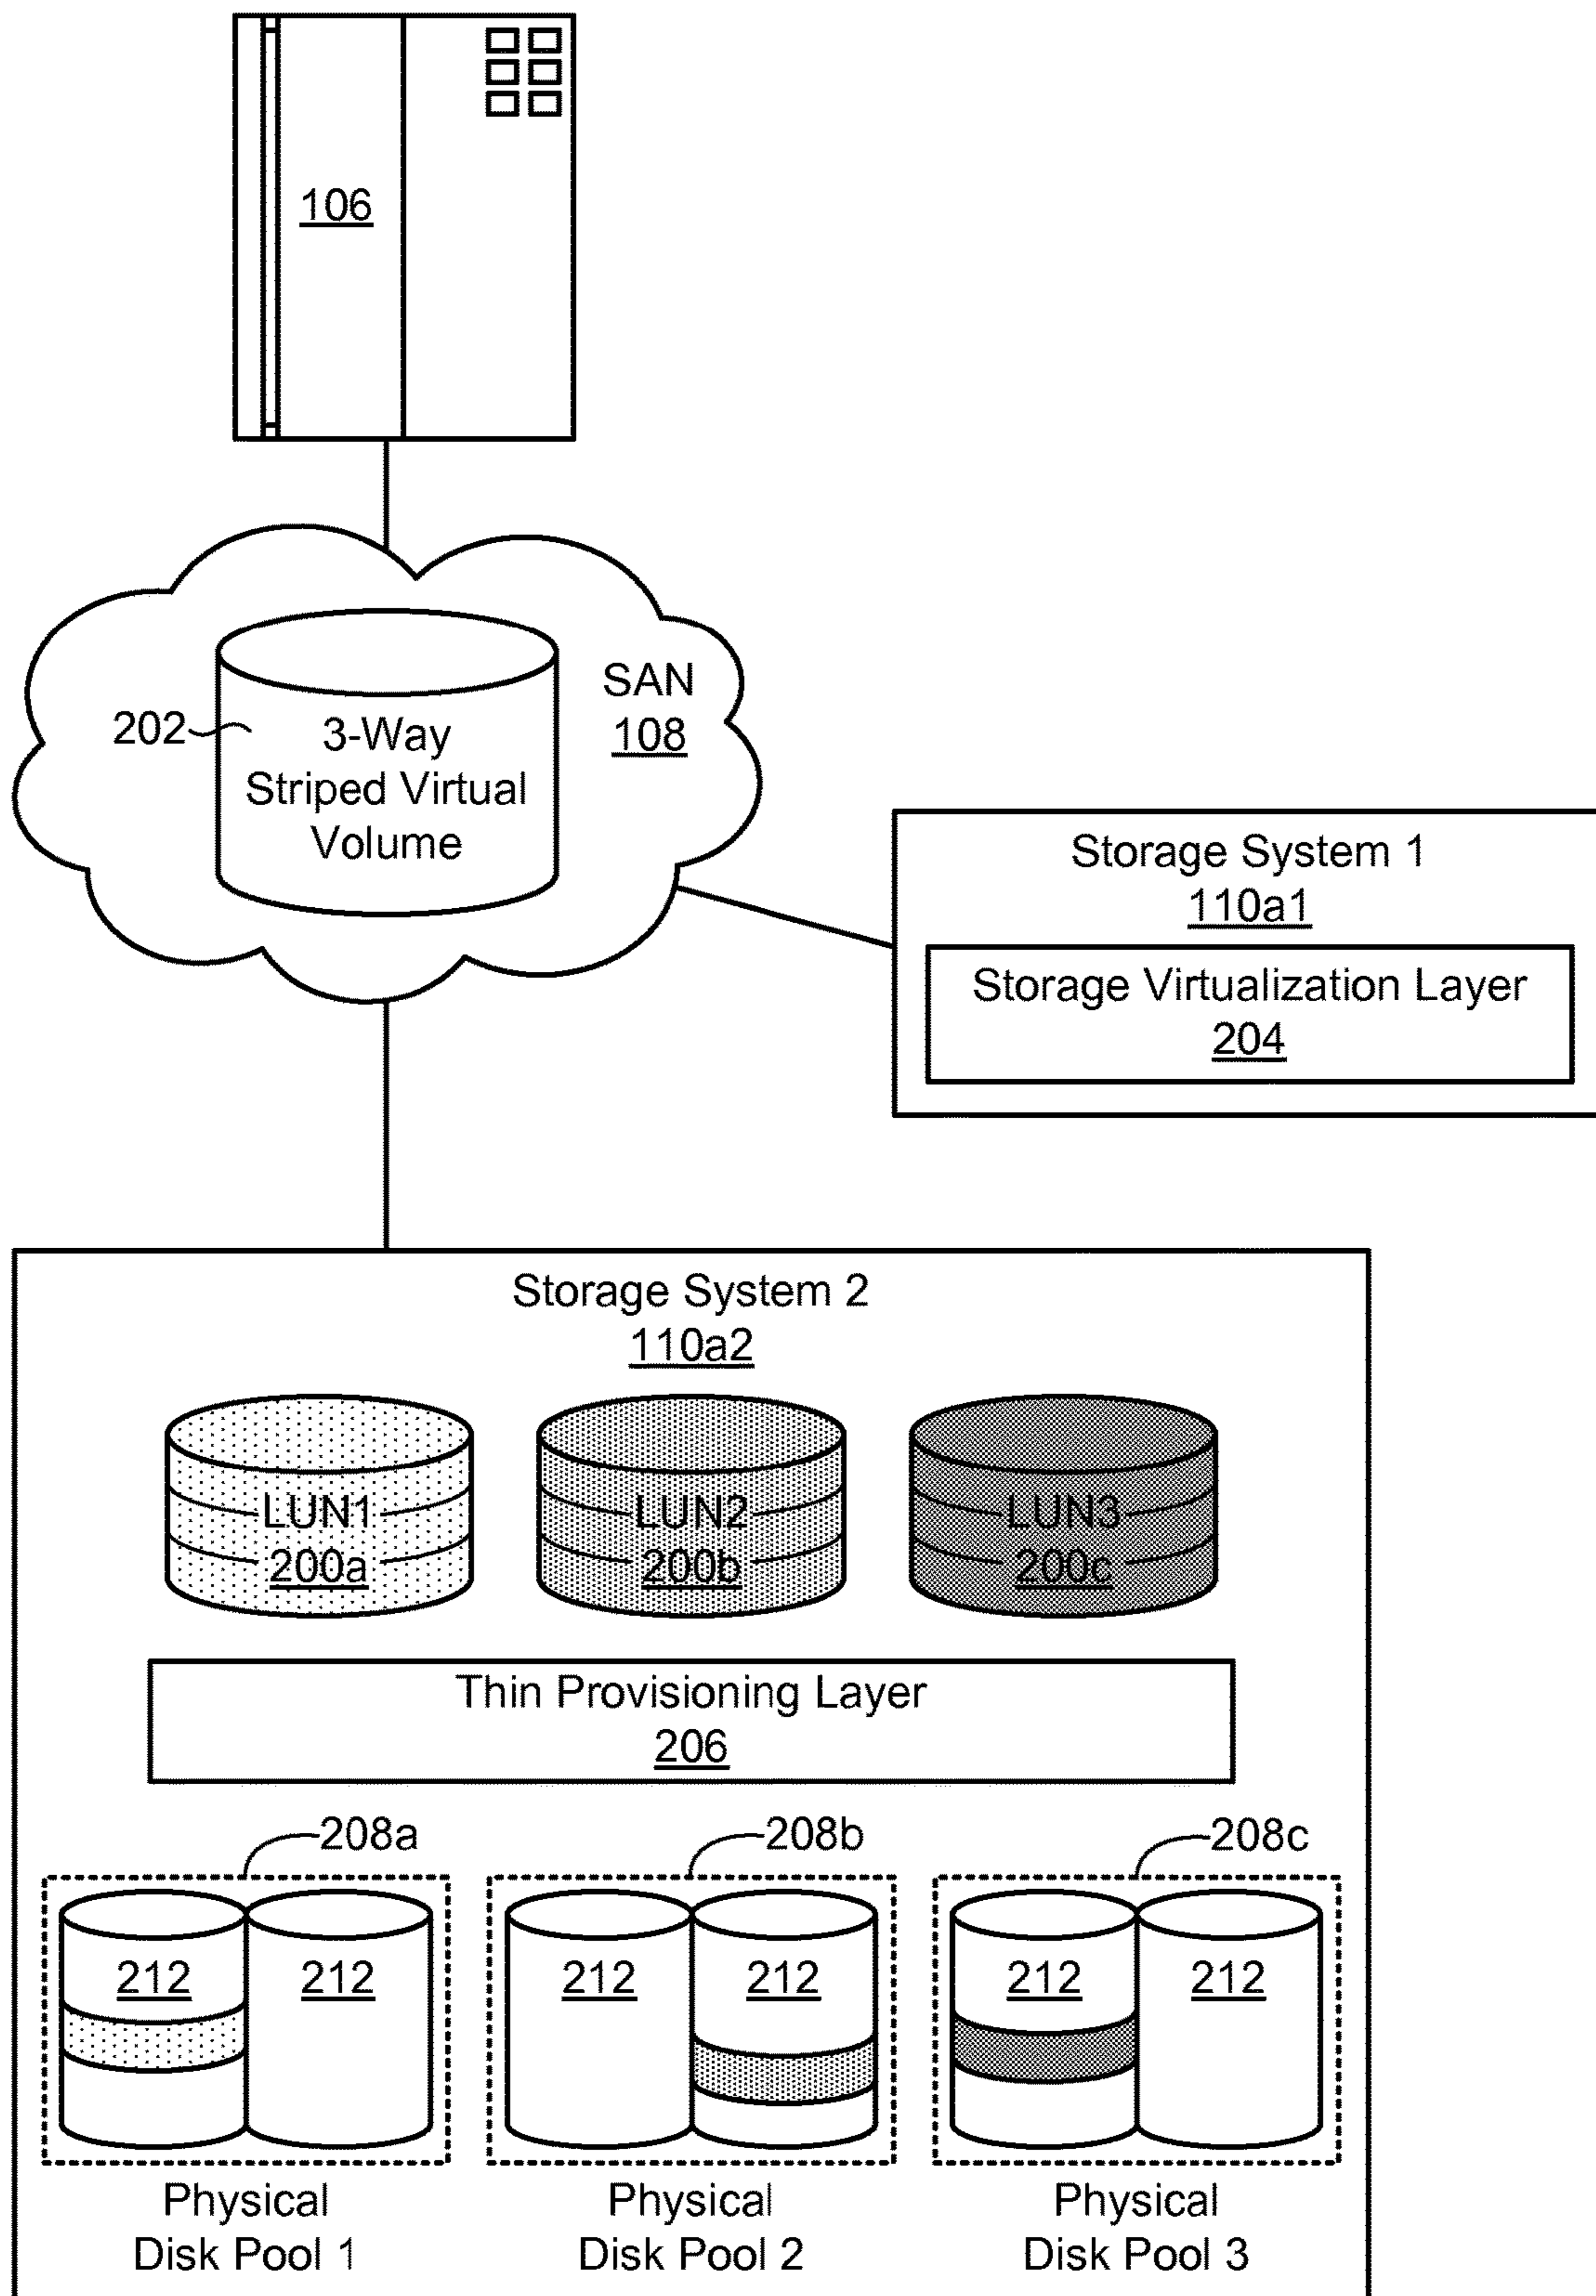 106
SAN
108
202
3-Way
Striped Virtual
Volume
Storage System 1
110a1
Storage Virtualization Layer
204
Storage System 2
110a2
LUN1
200a
LUN2
200b
LUN3
200c
Thin Provisioning Layer
206
208a
208b
208c
212
212
212
212
212
212
Physical
Disk Pool 1
Physical
Disk Pool 2
Physical
Disk Pool 3